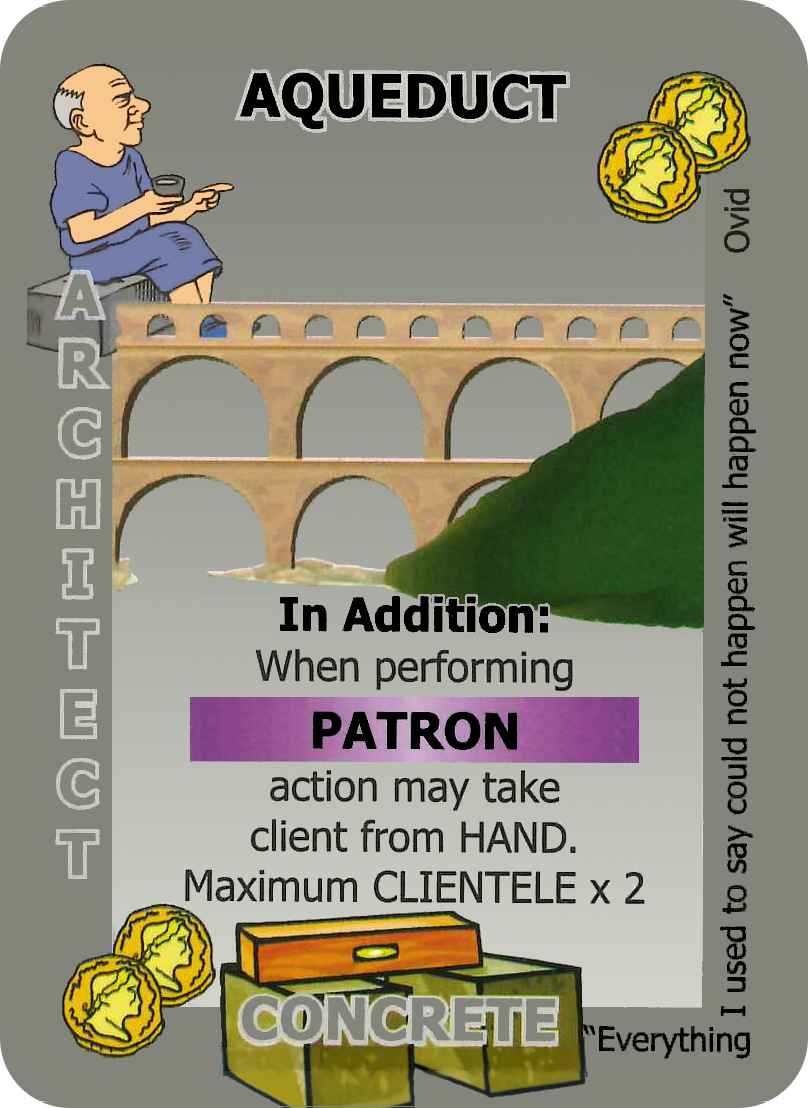 AQUEDUCT
ARCHITECT
In Addition:
When performing
PATRON
action may take
client from HAND.
Maximum CLIENTELE x 2
CONCRETE
“Everything
I used to say could not happen will happen now” Ovid